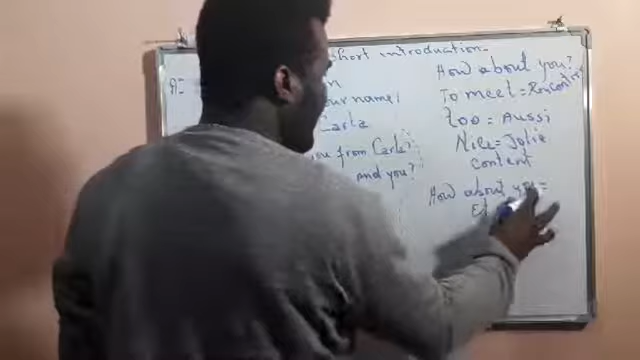 short introduction
A=
our name?
Carla
you from Carla?
and you?
How about you?
To meet = Rencontrer
Too = Aussi
Nice = Jolie
Content
How about you =
Et